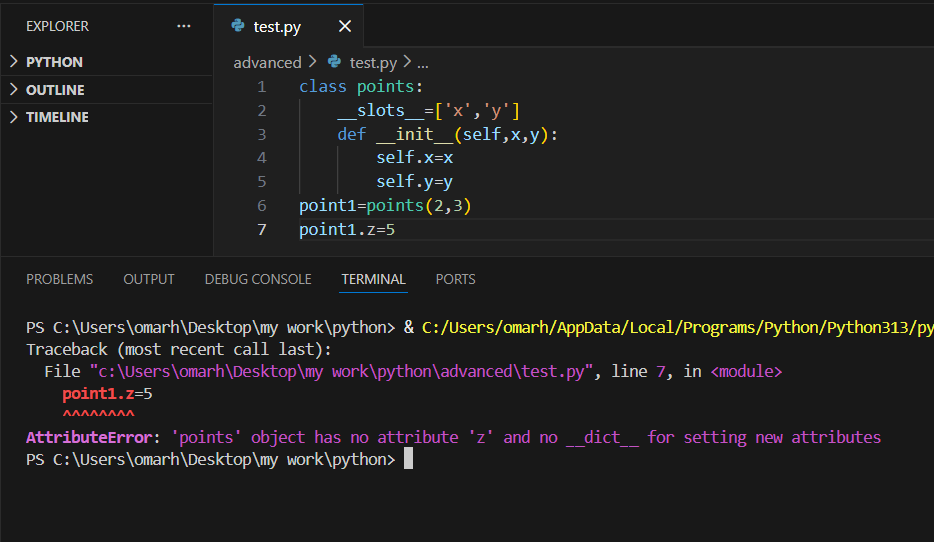 EXPLORER ...
PYTHON
OUTLINE
TIMELINE
test.py
advanced > test.py > ...
1 class points:
2     __slots__=['x','y']
3     def __init__(self,x,y):
4         self.x=x
5         self.y=y
6 point1=points(2,3)
7 point1.z=5
PROBLEMS OUTPUT DEBUG CONSOLE TERMINAL PORTS
PS C:\Users\omarh\Desktop\my work\python> & C:/Users/omarh/AppData/Local/Programs/Python/Python313/py
Traceback (most recent call last):
  File "c:\Users\omarh\Desktop\my work\python\advanced\test.py", line 7, in <module>
    point1.z=5
    ^^^^^^^^
AttributeError: 'points' object has no attribute 'z' and no __dict__ for setting new attributes
PS C:\Users\omarh\Desktop\my work\python>